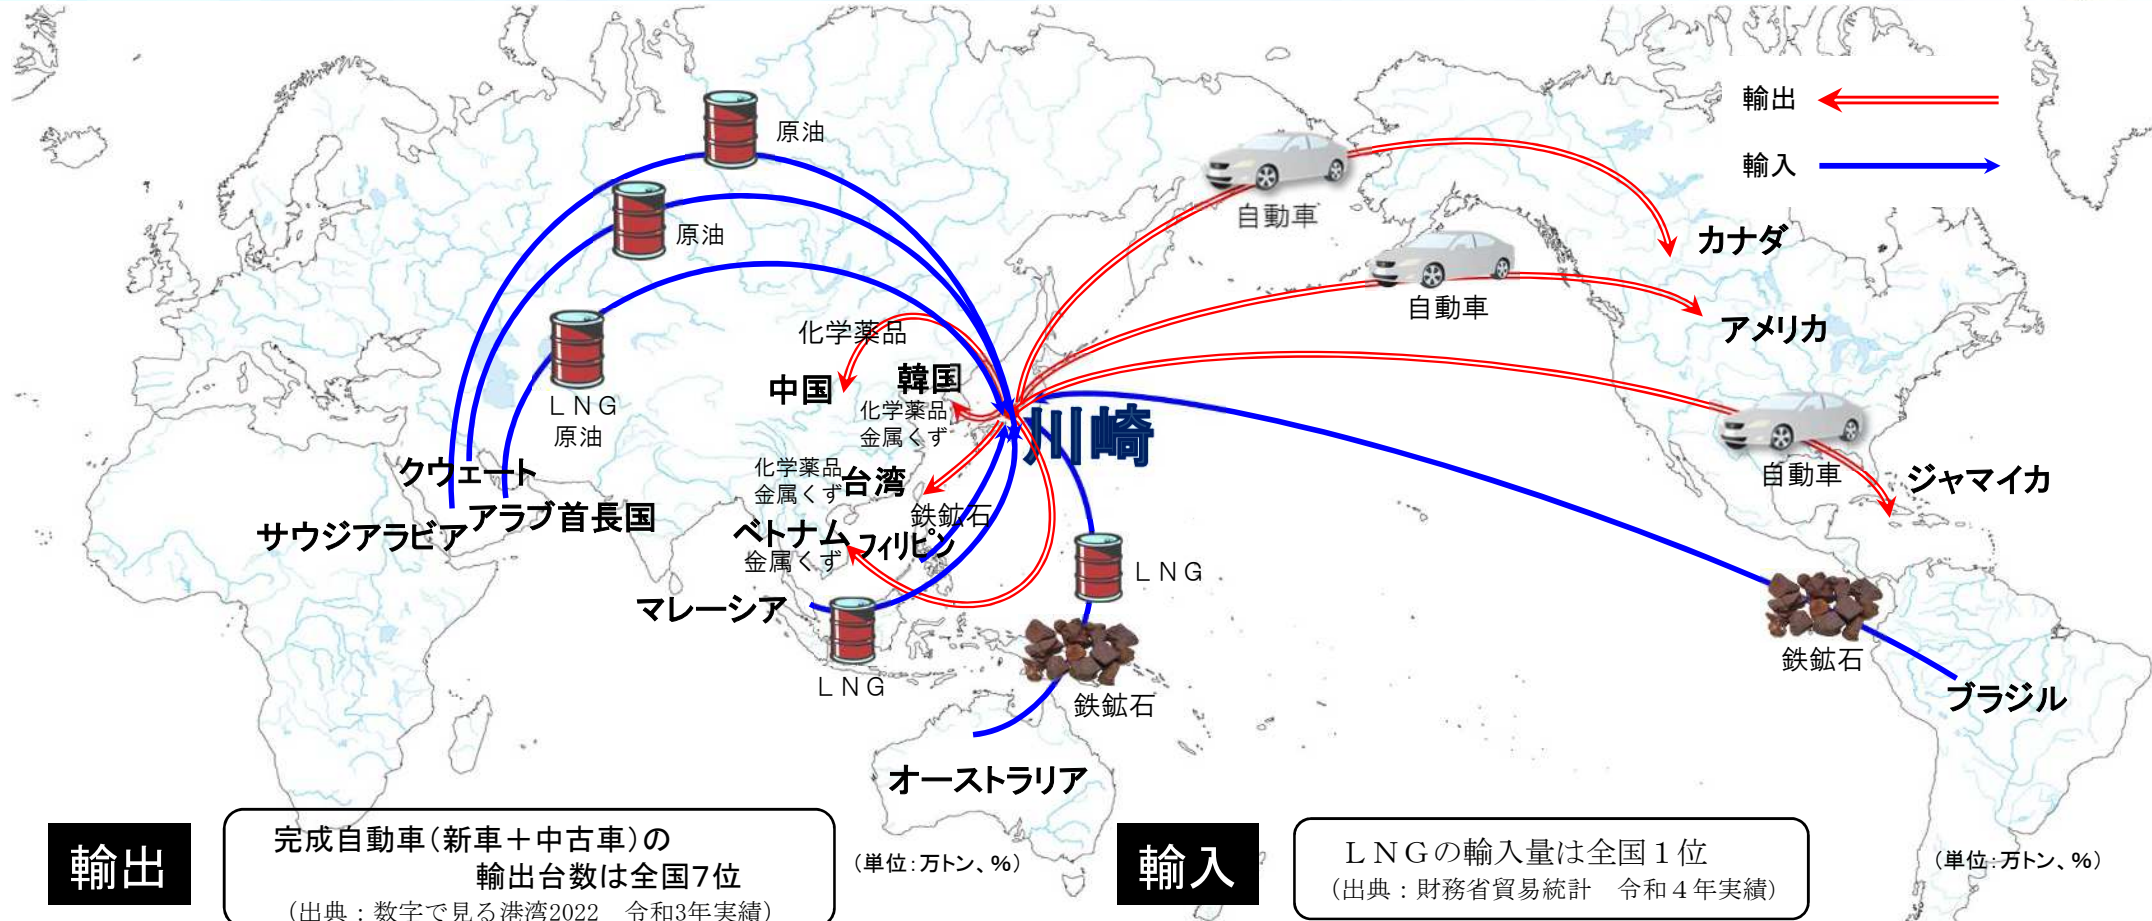 輸出
輸入
原油
原油
LNG
原油
自動車
カナダ
自動車
アメリカ
自動車
ジャマイカ
化学薬品
中国
韓国
化学薬品
金属くず
川崎
化学薬品
金属くず
台湾
鉄鉱石
クウェート
サウジアラビア
アラブ首長国
ベトナム
金属くず
フィリピン
マレーシア
LNG
LNG
鉄鉱石
オーストラリア
鉄鉱石
ブラジル
輸出
完成自動車(新車+中古車)の
輸出台数は全国7位
(出典:数字で見る港湾2022 令和3年実績)
(単位:万トン、%)
輸入
LNGの輸入量は全国1位
(出典:財務省貿易統計 令和4年実績)
(単位:万トン、%)